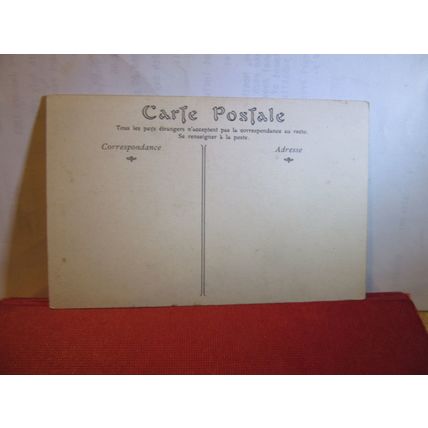 Carte Postale
Tous les pays étrangers n'acceptent pas la correspondance au recto.
Se renseigner à la poste.
Correspondance
Adresse